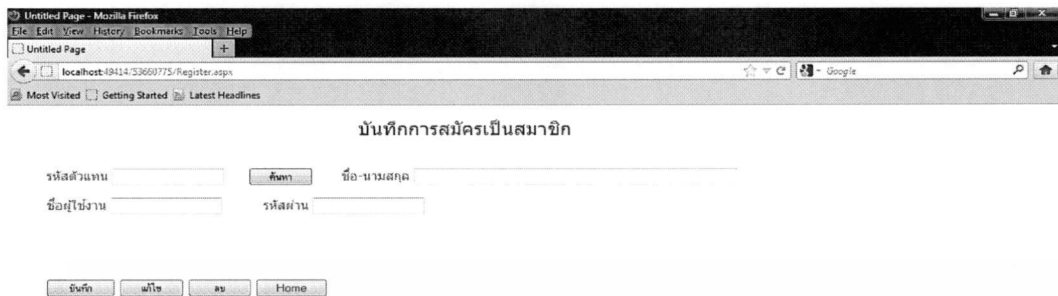 Untitled Page - Mozilla Firefox
File Edit View History Bookmarks Tools Help
Untitled Page +
localhost:49414/53660775/Register.aspx Google
Most Visited Getting Started Latest Headlines
บันทึกการสมัครเป็นสมาชิก
รหัสตัวแทน ค้นหา ชื่อ-นามสกุล
ชื่อผู้ใช้งาน รหัสผ่าน
บันทึก แก้ไข ลบ Home